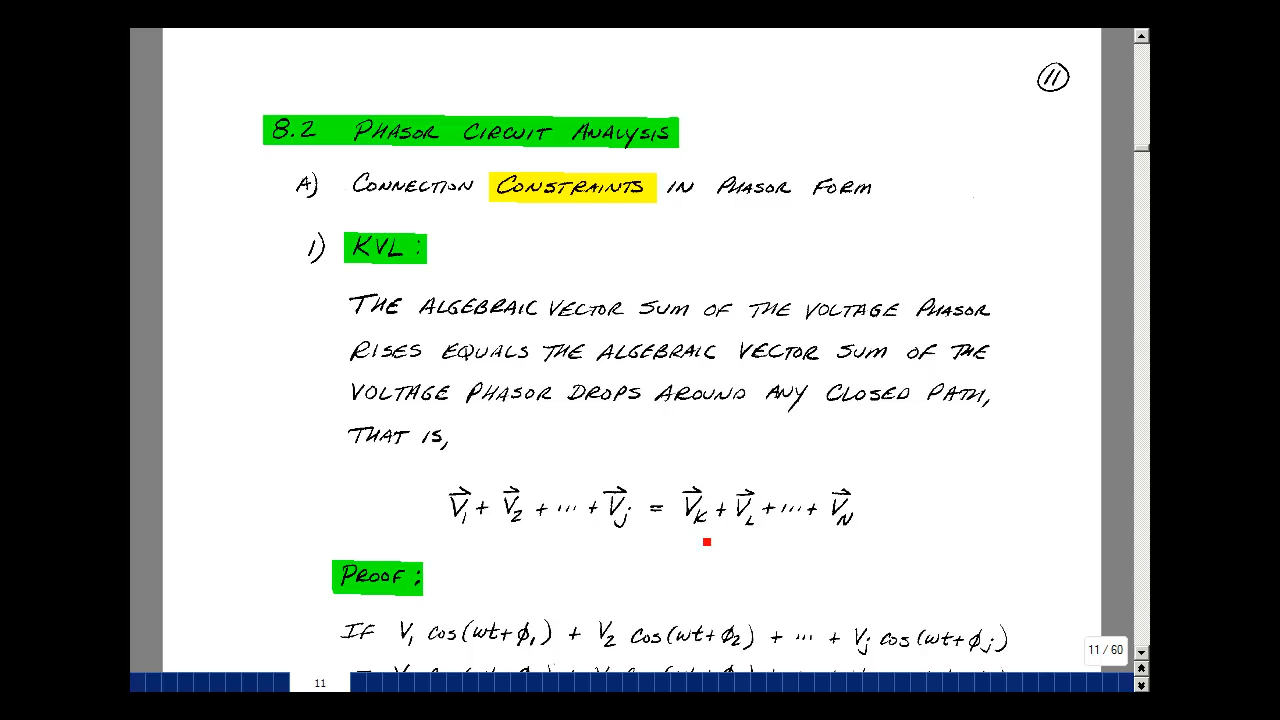 11
8.2 PHASOR CIRCUIT ANALYSIS
A) CONNECTION CONSTRAINTS IN PHASOR FORM
1) KVL:
THE ALGEBRAIC VECTOR SUM OF THE VOLTAGE PHASOR
RISES EQUALS THE ALGEBRAIC VECTOR SUM OF THE
VOLTAGE PHASOR DROPS AROUND ANY CLOSED PATH,
THAT IS,
V⃗₁ + V⃗₂ + ... + V⃗ⱼ = V⃗_K + V⃗_L + ... + V⃗_N
PROOF:
IF V₁ cos(ωt+φ₁) + V₂ cos(ωt+φ₂) + ... + Vⱼ cos(ωt+φⱼ)
11 / 60
11